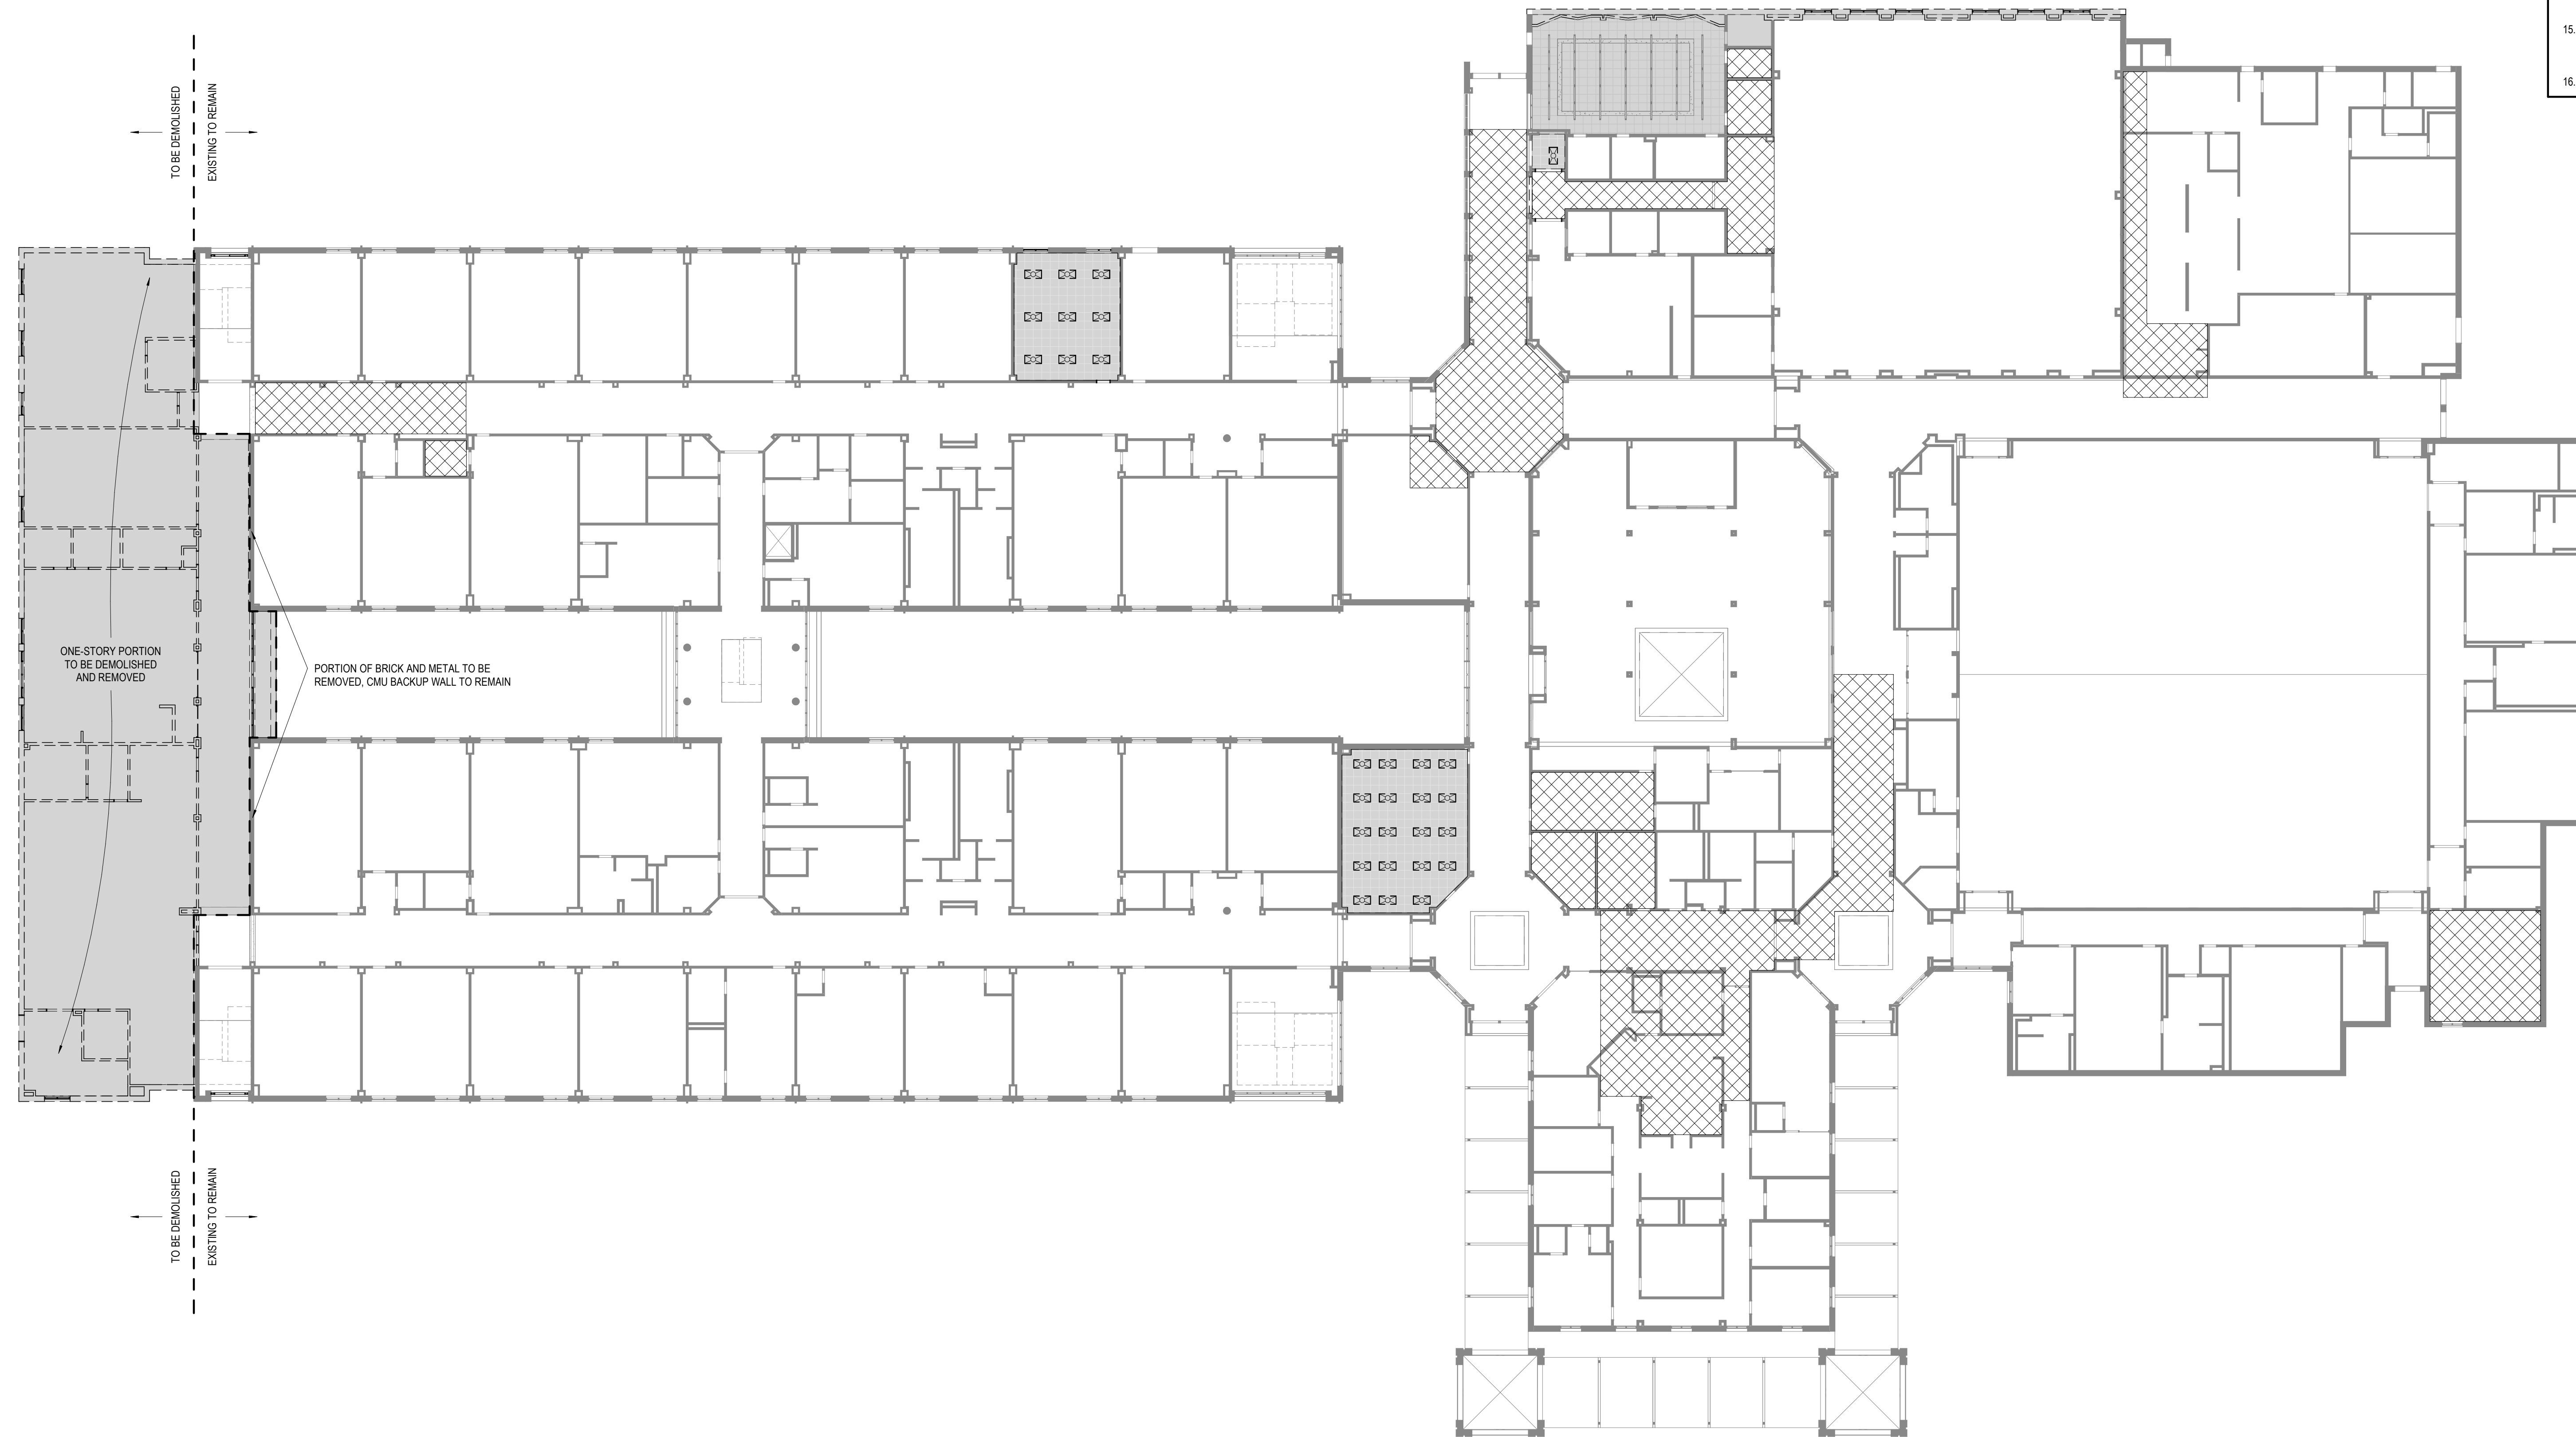 15.
16.
TO BE DEMOLISHED
EXISTING TO REMAIN
ONE-STORY PORTION
TO BE DEMOLISHED
AND REMOVED
PORTION OF BRICK AND METAL TO BE
REMOVED, CMU BACKUP WALL TO REMAIN
TO BE DEMOLISHED
EXISTING TO REMAIN